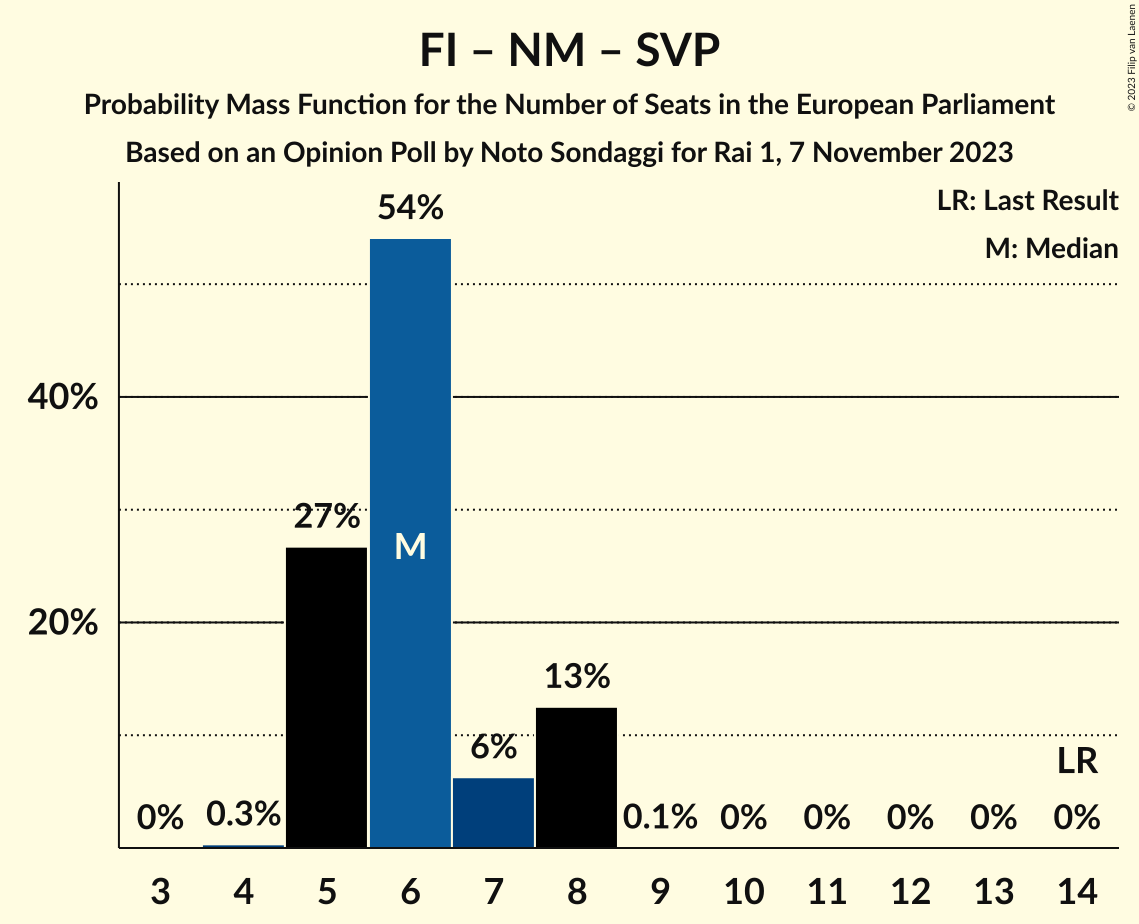 FI – NM – SVP
Probability Mass Function for the Number of Seats in the European Parliament
Based on an Opinion Poll by Noto Sondaggi for Rai 1, 7 November 2023
© 2023 Filip van Laenen
LR: Last Result
M: Median
54%
40%
27%
M
20%
13%
6%
LR
0% 0.3% 0.1% 0% 0% 0% 0% 0%
3 4 5 6 7 8 9 10 11 12 13 14